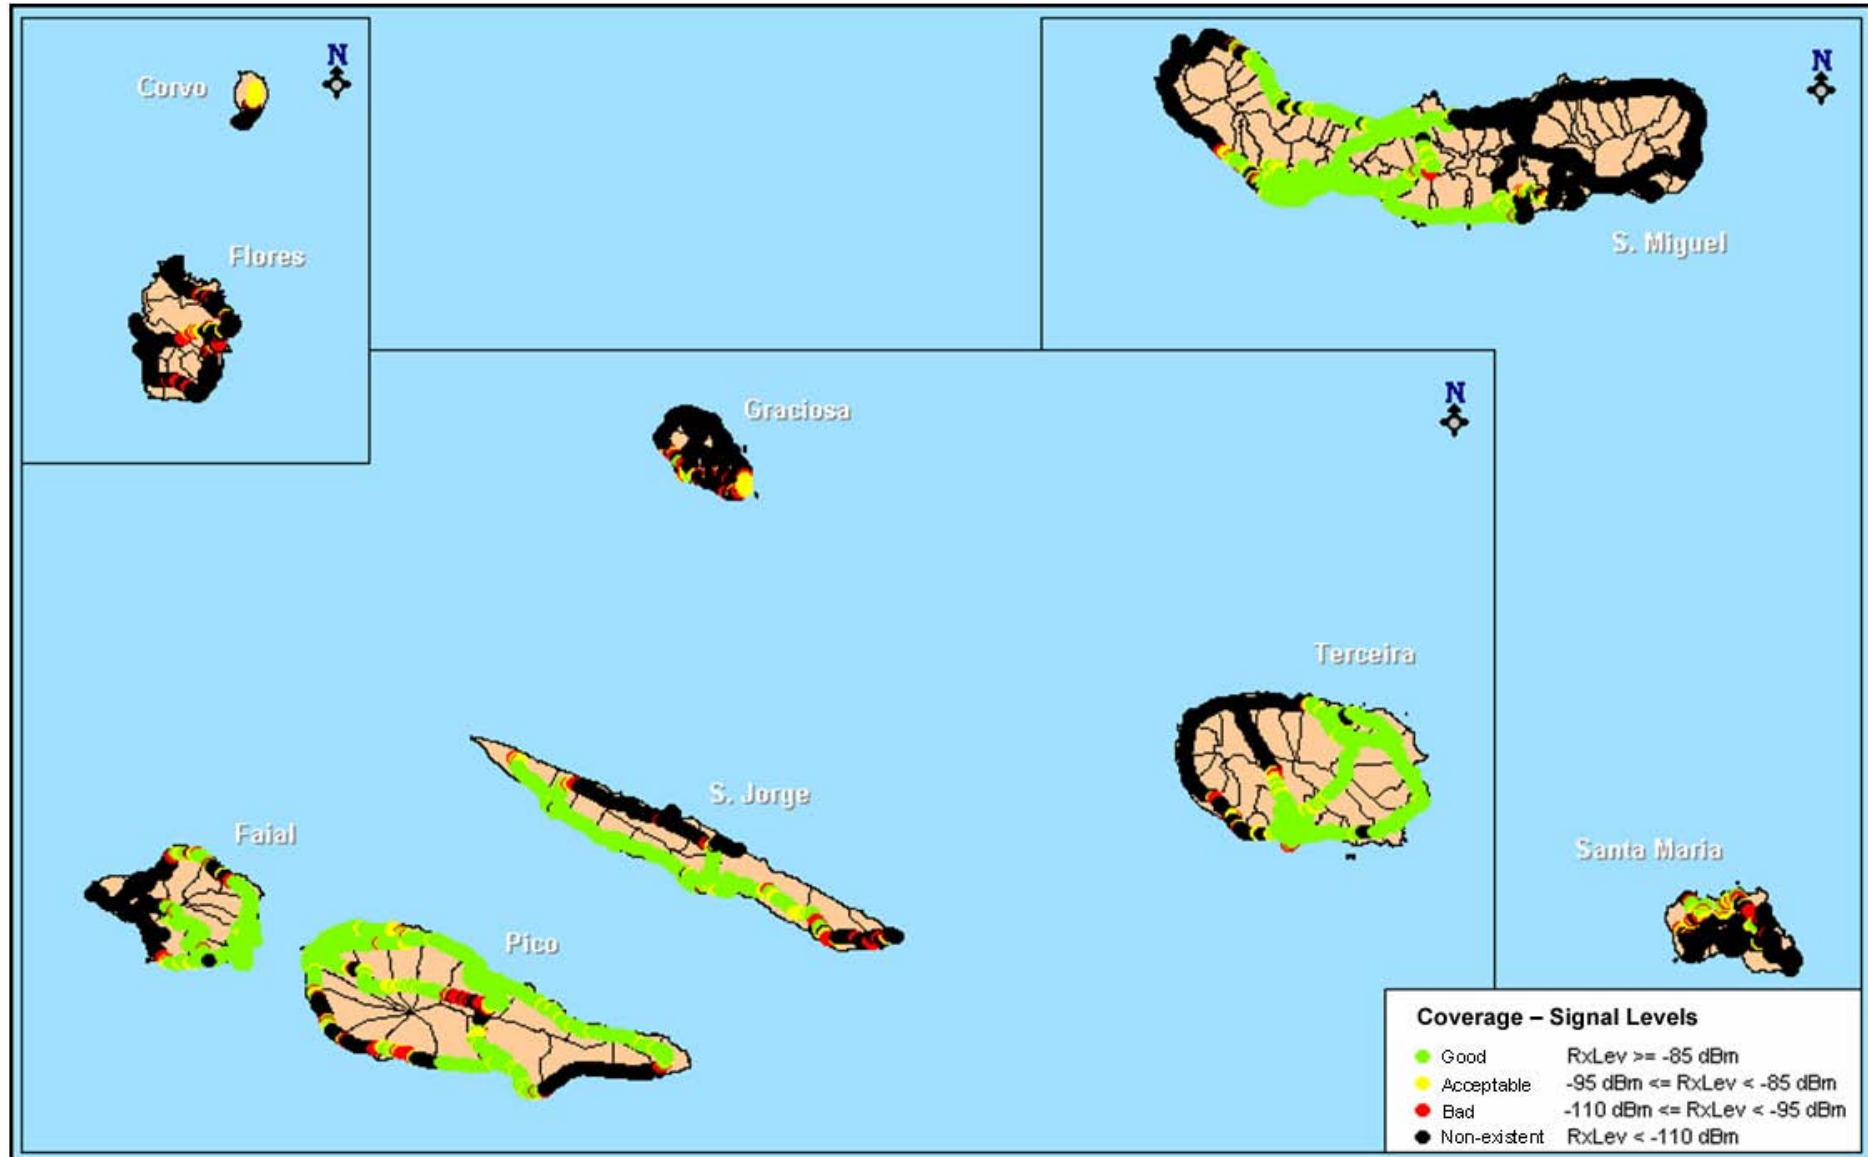 N
Corvo
Flores
N
S. Miguel
N
Graciosa
Terceira
S. Jorge
Faial
Pico
Santa Maria
Coverage – Signal Levels
Good RxLev >= -85 dBm
Acceptable -95 dBm <= RxLev < -85 dBm
Bad -110 dBm <= RxLev < -95 dBm
Non-existent RxLev < -110 dBm